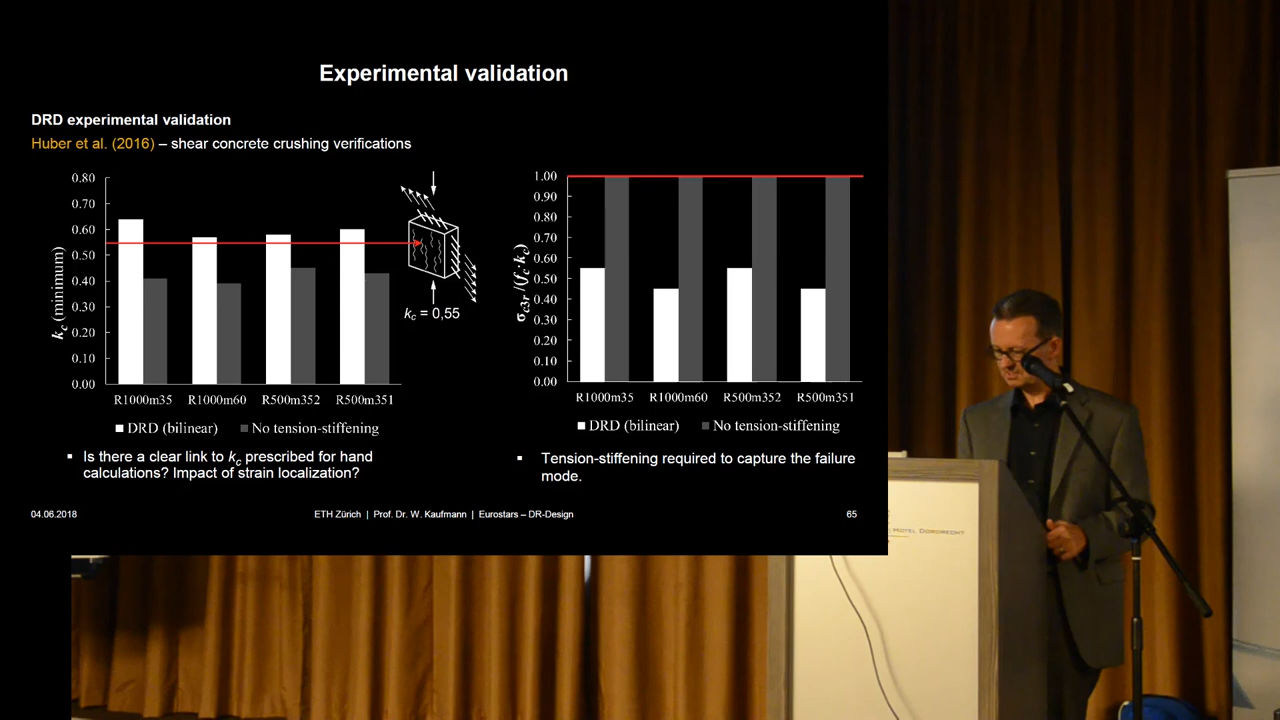 Experimental validation
DRD experimental validation
Huber et al. (2016) – shear concrete crushing verifications
0.80
0.70
0.60
0.50
0.40
0.30
0.20
0.10
0.00
kc (minimum)
R1000m35 R1000m60 R500m352 R500m351
DRD (bilinear) No tension-stiffening
kc = 0,55
1.00
0.90
0.80
0.70
0.60
0.50
0.40
0.30
0.20
0.10
0.00
σc3r /(fc·kc)
R1000m35 R1000m60 R500m352 R500m351
DRD (bilinear) No tension-stiffening
▪ Is there a clear link to kc prescribed for hand
calculations? Impact of strain localization?
▪ Tension-stiffening required to capture the failure
mode.
04.06.2018
ETH Zürich | Prof. Dr. W. Kaufmann | Eurostars – DR-Design
65
HOTEL DORDRECHT